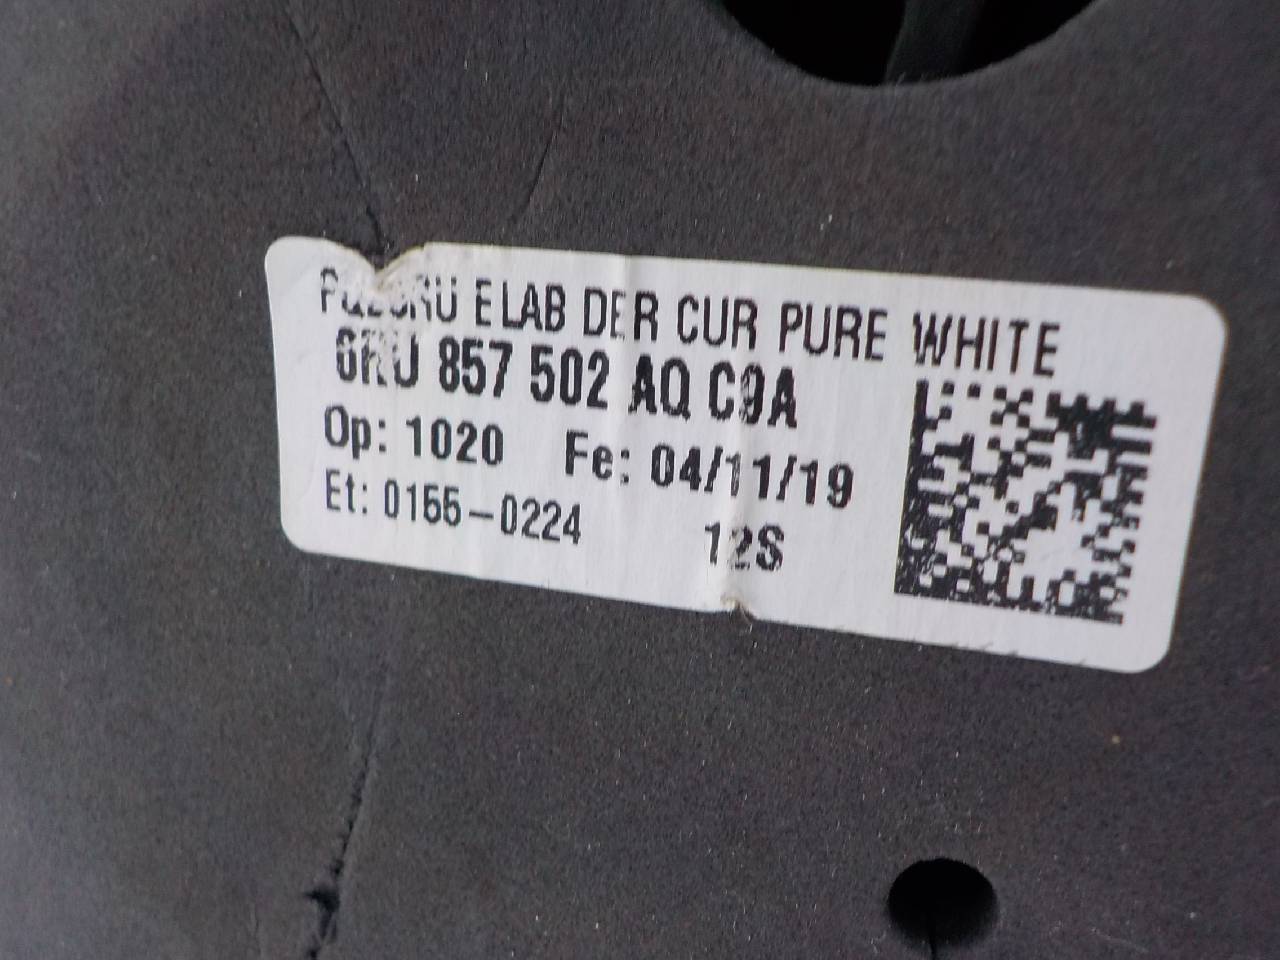 ELAB DER CUR PURE WHITE
6RU 857 502 AQ C9A
Op: 1020 Fe: 04/11/19
Et: 0155-0224 12S